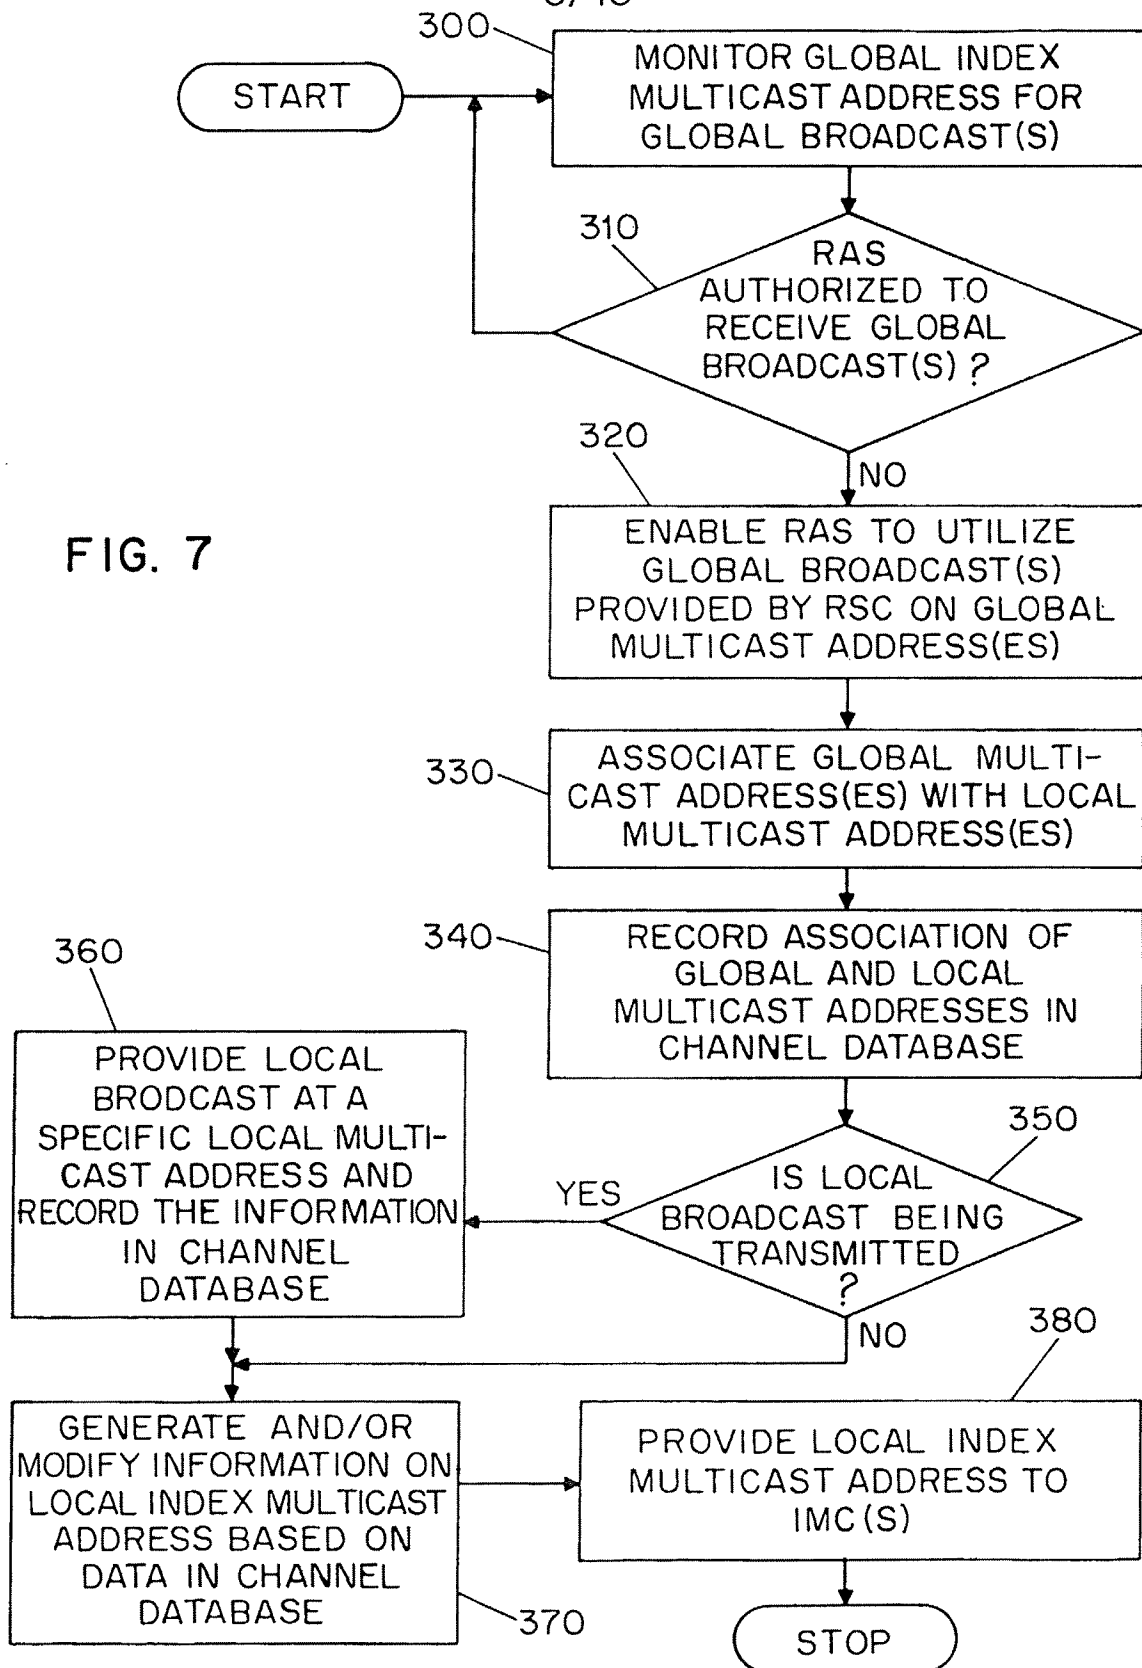 300
START
MONITOR GLOBAL INDEX
MULTICAST ADDRESS FOR
GLOBAL BROADCAST(S)
310
RAS
AUTHORIZED TO
RECEIVE GLOBAL
BROADCAST(S) ?
NO
320
ENABLE RAS TO UTILIZE
GLOBAL BROADCAST(S)
PROVIDED BY RSC ON GLOBAL
MULTICAST ADDRESS(ES)
FIG. 7
330
ASSOCIATE GLOBAL MULTI-
CAST ADDRESS(ES) WITH LOCAL
MULTICAST ADDRESS(ES)
340
RECORD ASSOCIATION OF
GLOBAL AND LOCAL
MULTICAST ADDRESSES IN
CHANNEL DATABASE
350
IS LOCAL
BROADCAST BEING
TRANSMITTED
?
YES
NO
360
PROVIDE LOCAL
BRODCAST AT A
SPECIFIC LOCAL MULTI-
CAST ADDRESS AND
RECORD THE INFORMATION
IN CHANNEL
DATABASE
GENERATE AND/OR
MODIFY INFORMATION ON
LOCAL INDEX MULTICAST
ADDRESS BASED ON
DATA IN CHANNEL
DATABASE
370
380
PROVIDE LOCAL INDEX
MULTICAST ADDRESS TO
IMC(S)
STOP